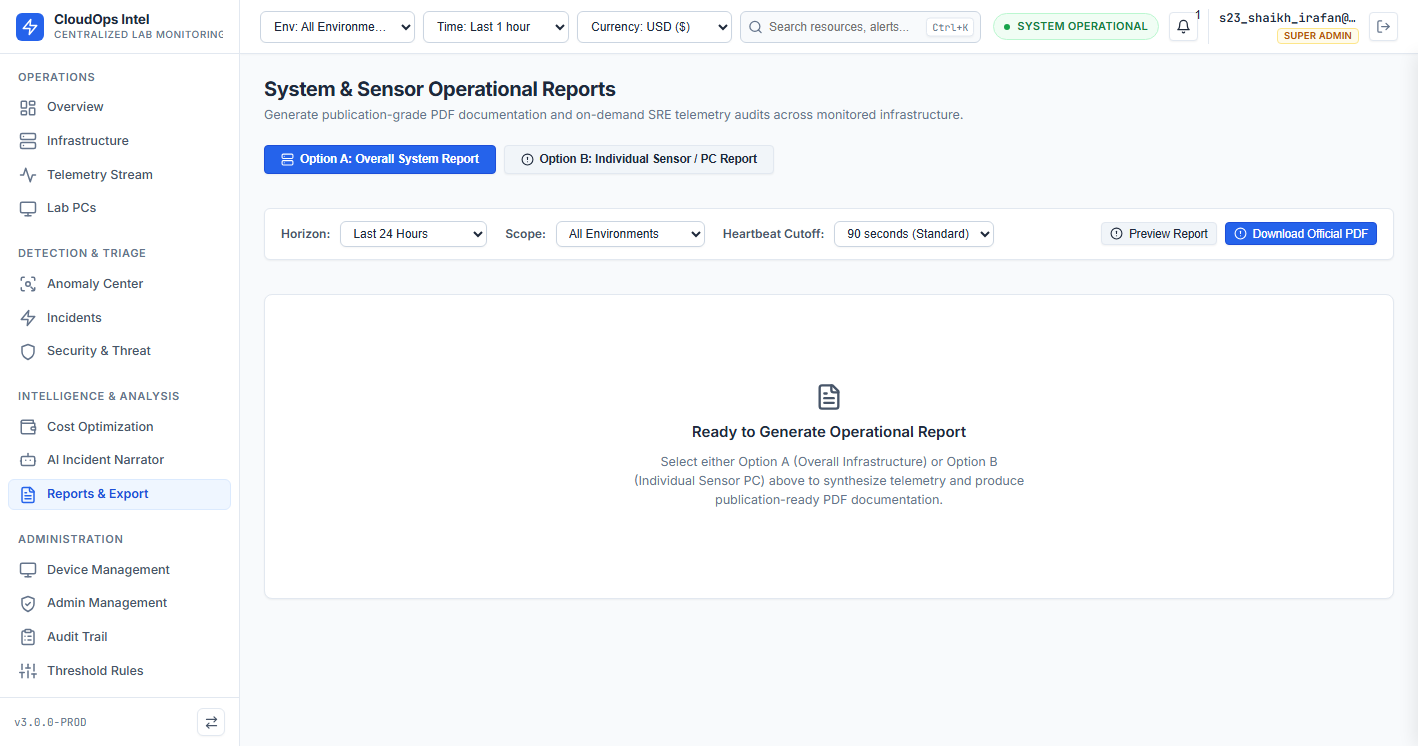 CloudOps Intel
CENTRALIZED LAB MONITORING
Env: All Environme...
Time: Last 1 hour
Currency: USD ($)
Search resources, alerts...
Ctrl+K
SYSTEM OPERATIONAL
1
s23_shaikh_irafan@…
SUPER ADMIN
OPERATIONS
Overview
Infrastructure
Telemetry Stream
Lab PCs
DETECTION & TRIAGE
Anomaly Center
Incidents
Security & Threat
INTELLIGENCE & ANALYSIS
Cost Optimization
AI Incident Narrator
Reports & Export
ADMINISTRATION
Device Management
Admin Management
Audit Trail
Threshold Rules
v3.0.0-PROD
System & Sensor Operational Reports
Generate publication-grade PDF documentation and on-demand SRE telemetry audits across monitored infrastructure.
Option A: Overall System Report
Option B: Individual Sensor / PC Report
Horizon:
Last 24 Hours
Scope:
All Environments
Heartbeat Cutoff:
90 seconds (Standard)
Preview Report
Download Official PDF
Ready to Generate Operational Report
Select either Option A (Overall Infrastructure) or Option B
(Individual Sensor PC) above to synthesize telemetry and produce
publication-ready PDF documentation.